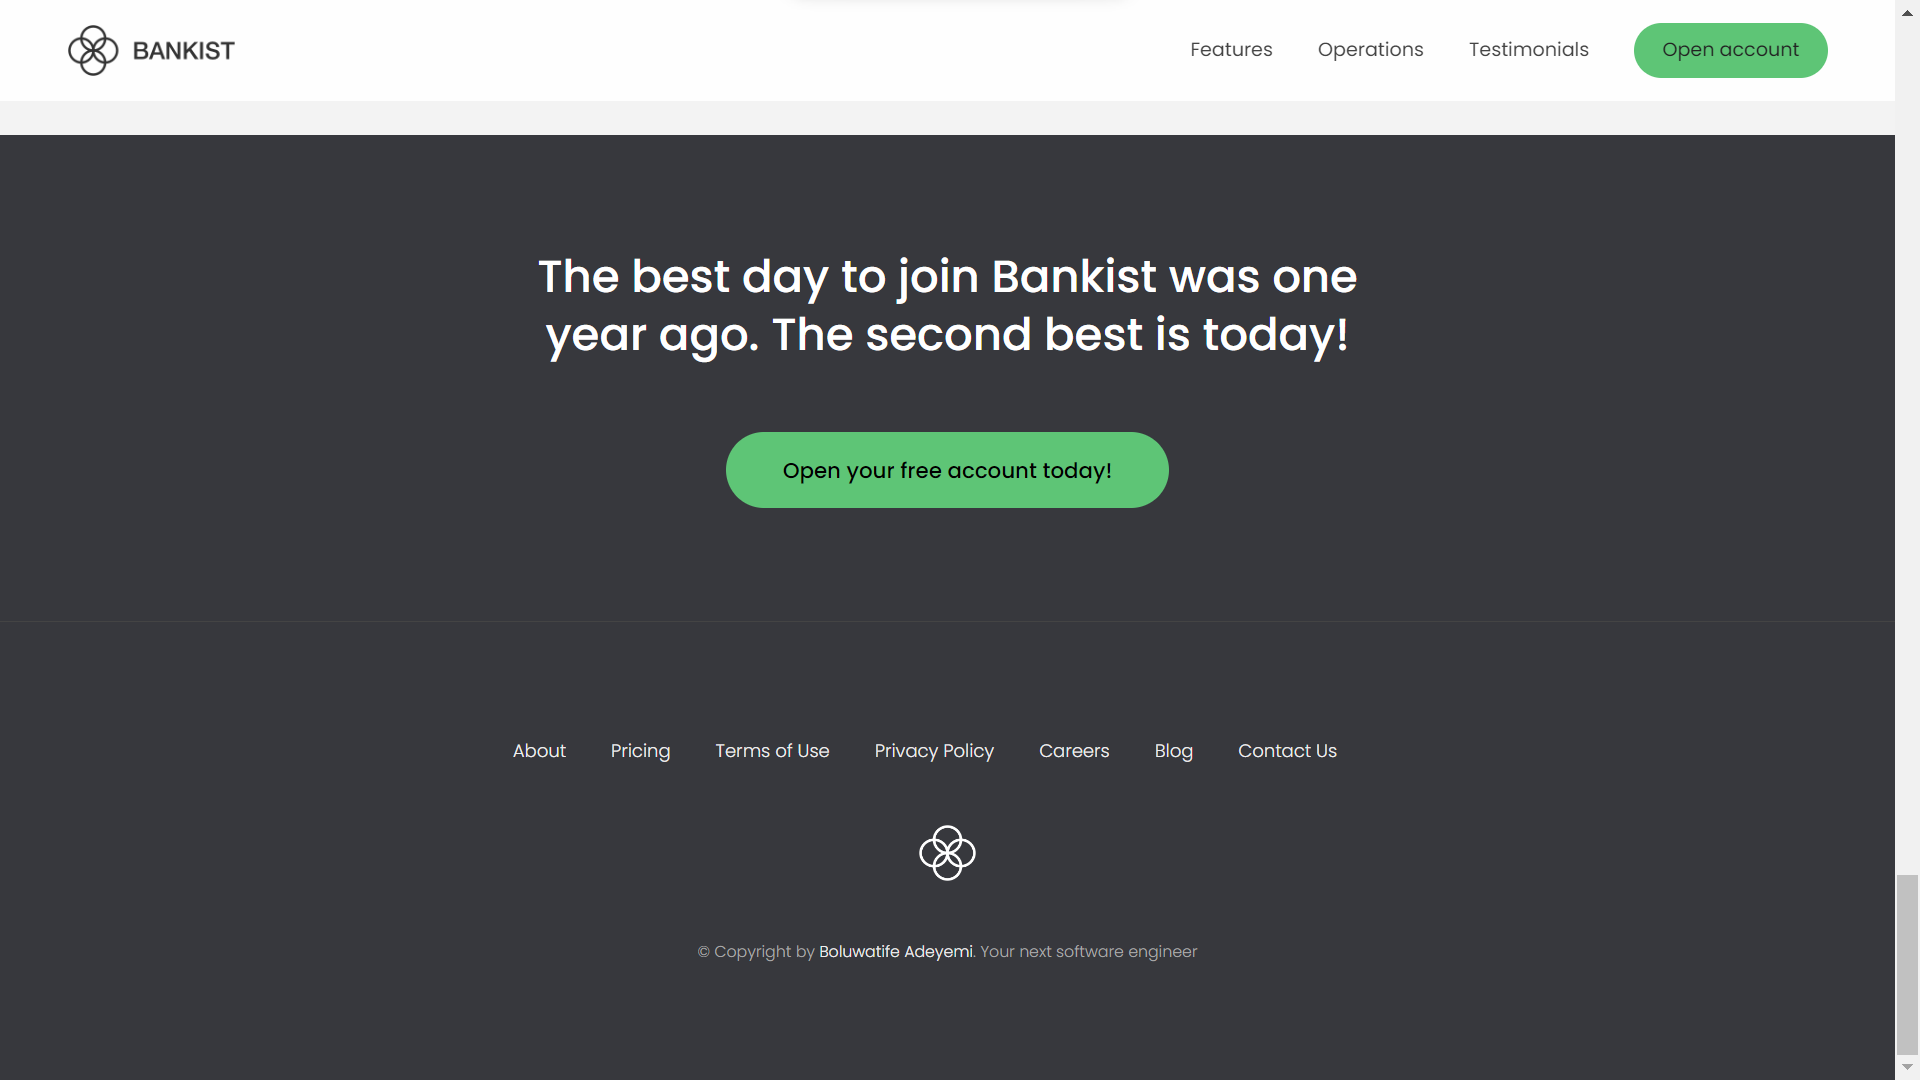 BANKIST
Features Operations Testimonials Open account
The best day to join Bankist was one
year ago. The second best is today!
Open your free account today!
About Pricing Terms of Use Privacy Policy Careers Blog Contact Us
© Copyright by Boluwatife Adeyemi. Your next software engineer